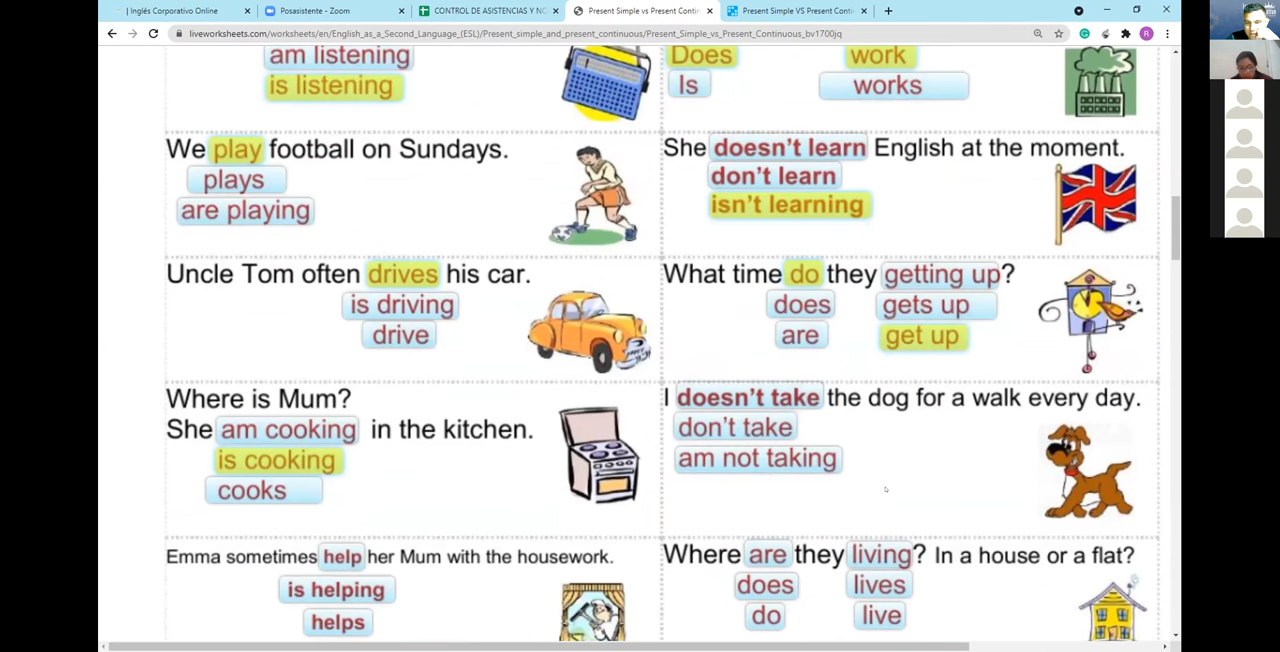 | Inglés Corporativo Online
Posasistente - Zoom
CONTROL DE ASISTENCIAS Y NO
Present Simple vs Present Contin
Present Simple VS Present Conti
liveworksheets.com/worksheets/en/English_as_a_Second_Language_(ESL)/Present_simple_and_present_continuous/Present_Simple_vs_Present_Continuous_bv1700jq
R
am listening
is listening
Does work
Is works
We play football on Sundays.
plays
are playing
She doesn't learn English at the moment.
don't learn
isn't learning
Uncle Tom often drives his car.
is driving
drive
What time do they getting up?
does gets up
are get up
Where is Mum?
She am cooking in the kitchen.
is cooking
cooks
I doesn't take the dog for a walk every day.
don't take
am not taking
Emma sometimes help her Mum with the housework.
is helping
helps
Where are they living? In a house or a flat?
does lives
do live